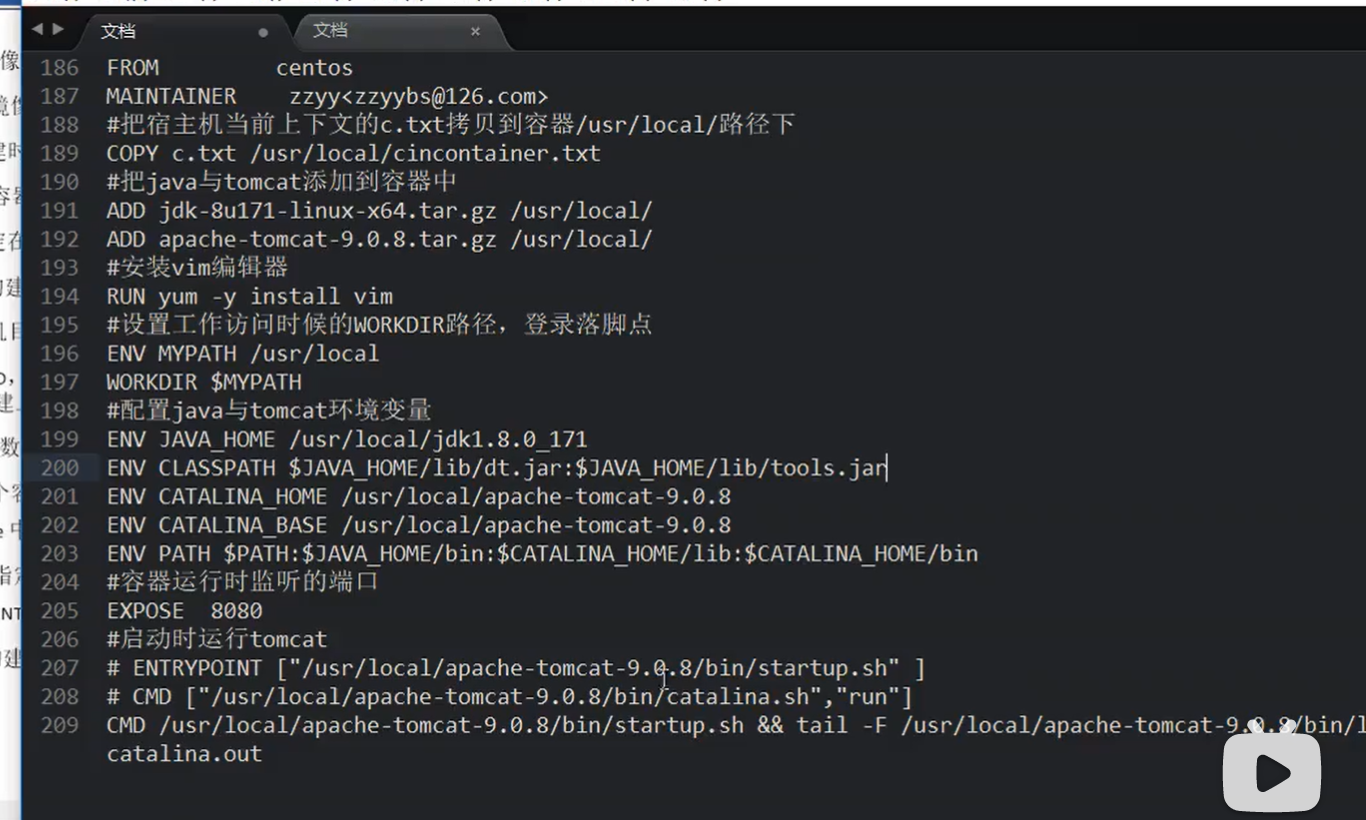 文档
文档
186 FROM centos
187 MAINTAINER zzyy<zzyybs@126.com>
188 #把宿主机当前上下文的c.txt拷贝到容器/usr/local/路径下
189 COPY c.txt /usr/local/cincontainer.txt
190 #把java与tomcat添加到容器中
191 ADD jdk-8u171-linux-x64.tar.gz /usr/local/
192 ADD apache-tomcat-9.0.8.tar.gz /usr/local/
193 #安装vim编辑器
194 RUN yum -y install vim
195 #设置工作访问时候的WORKDIR路径，登录落脚点
196 ENV MYPATH /usr/local
197 WORKDIR $MYPATH
198 #配置java与tomcat环境变量
199 ENV JAVA_HOME /usr/local/jdk1.8.0_171
200 ENV CLASSPATH $JAVA_HOME/lib/dt.jar:$JAVA_HOME/lib/tools.jar
201 ENV CATALINA_HOME /usr/local/apache-tomcat-9.0.8
202 ENV CATALINA_BASE /usr/local/apache-tomcat-9.0.8
203 ENV PATH $PATH:$JAVA_HOME/bin:$CATALINA_HOME/lib:$CATALINA_HOME/bin
204 #容器运行时监听的端口
205 EXPOSE 8080
206 #启动时运行tomcat
207 # ENTRYPOINT ["/usr/local/apache-tomcat-9.0.8/bin/startup.sh" ]
208 # CMD ["/usr/local/apache-tomcat-9.0.8/bin/catalina.sh","run"]
209 CMD /usr/local/apache-tomcat-9.0.8/bin/startup.sh && tail -F /usr/local/apache-tomcat-9.0.8/bin/l
catalina.out